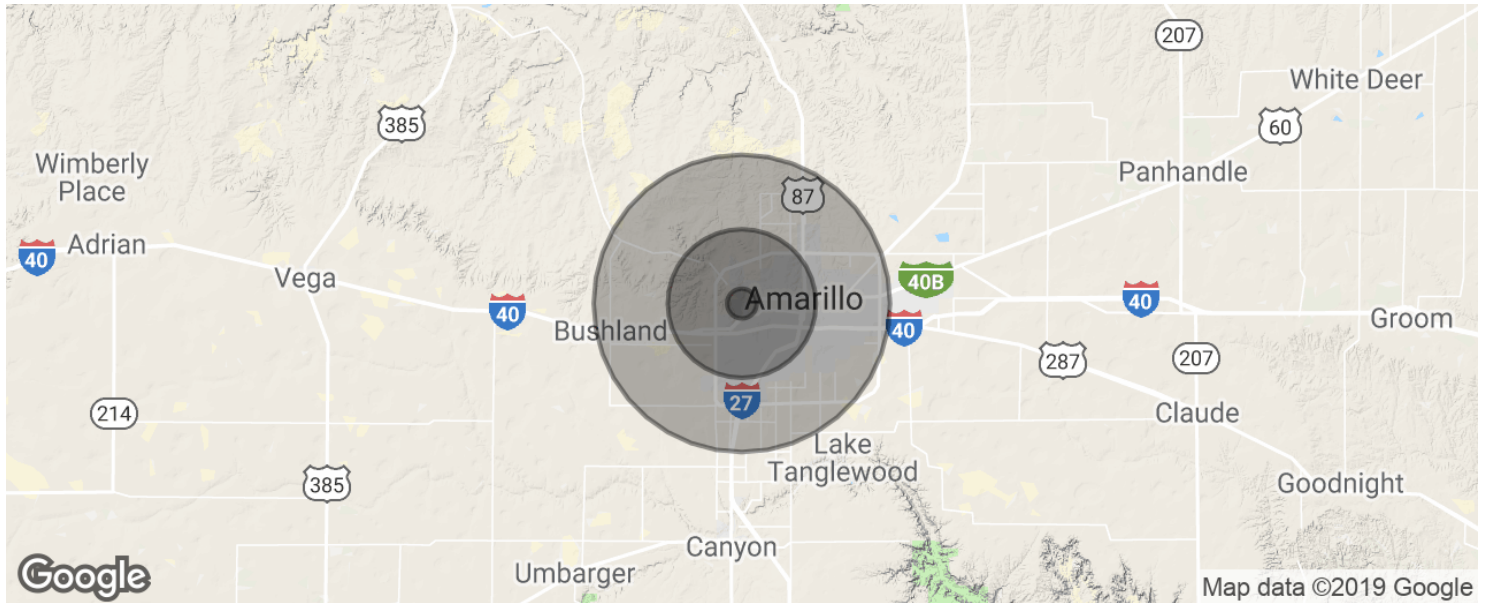 207
White Deer
385
60
Wimberly
Place
Panhandle
87
Adrian
40
Vega
40B
Amarillo
40
40
Bushland
40
Groom
287
207
27
214
Claude
Lake
Tanglewood
385
Goodnight
Canyon
Umbarger
Google
Map data ©2019 Google